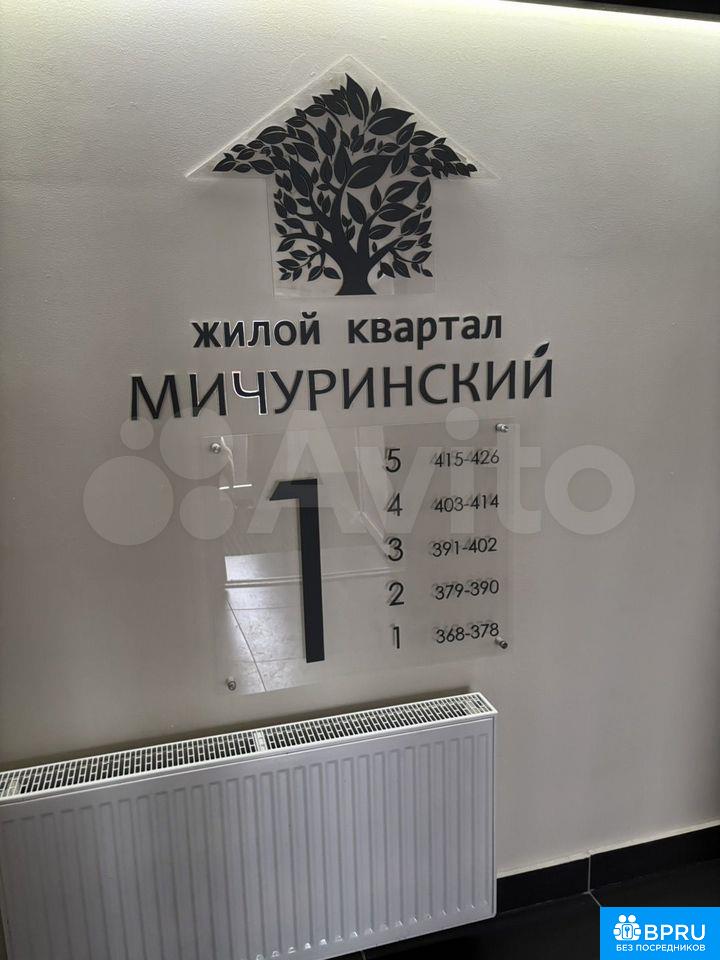 жилой квартал
МИЧУРИНСКИЙ
1
5 415-426
4 403-414
3 391-402
2 379-390
1 368-378
Avito
BPRU
БЕЗ ПОСРЕДНИКОВ